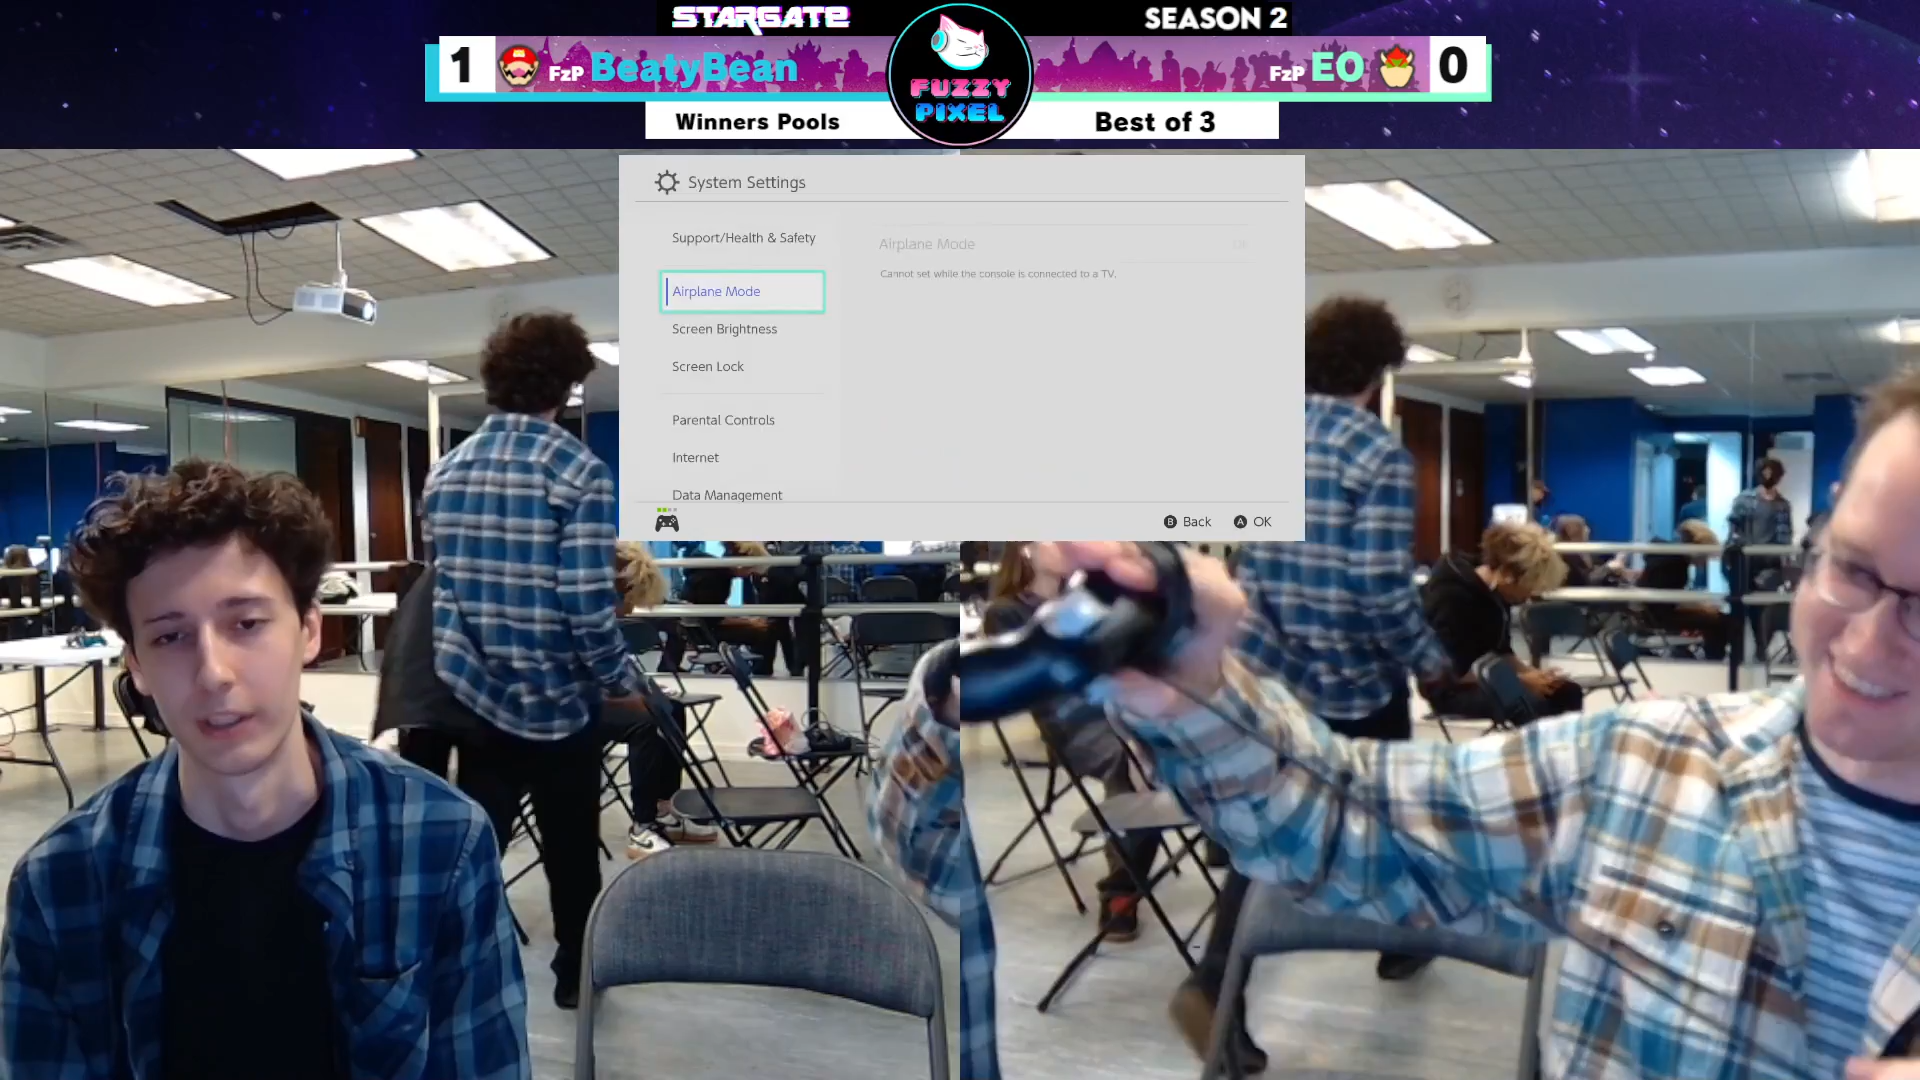 STARGATE
SEASON 2
1 FzP BeatyBean
FzP EO 0
FUZZY
PIXEL
Winners Pools
Best of 3
System Settings
Support/Health & Safety
Airplane Mode
Screen Brightness
Screen Lock
Parental Controls
Internet
Data Management
Airplane Mode
Cannot set while the console is connected to a TV.
B Back A OK